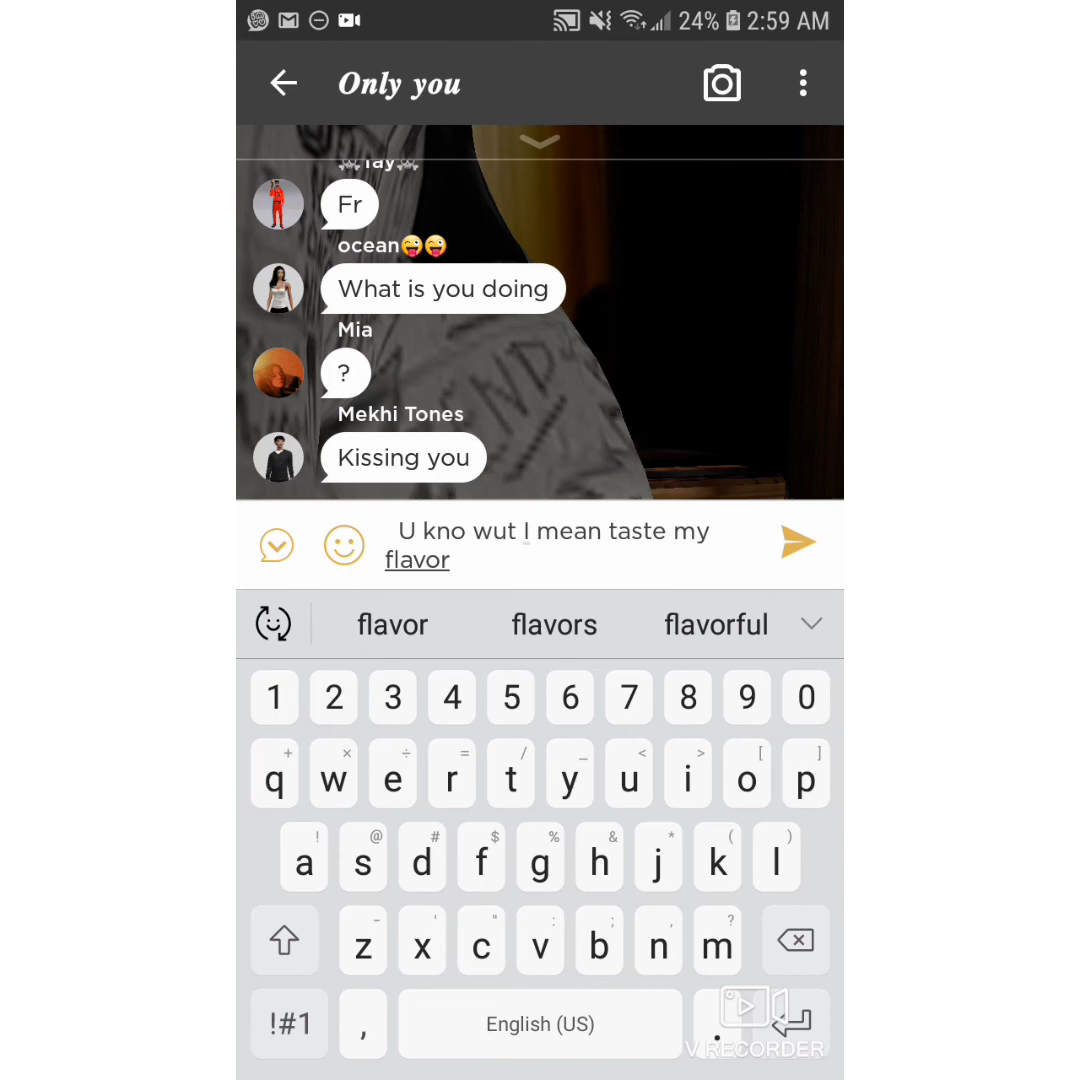 24% 2:59 AM
Only you
Tay
Fr
ocean😜😜
What is you doing
Mia
?
Mekhi Tones
Kissing you
U kno wut I mean taste my
flavor
flavor flavors flavorful
1 2 3 4 5 6 7 8 9 0
+ × ÷ = / _ < > [ ]
q w e r t y u i o p
! @ # $ % & * ( )
a s d f g h j k l
- ' " : ; , ?
z x c v b n m
!#1 , English (US) .
V RECORDER